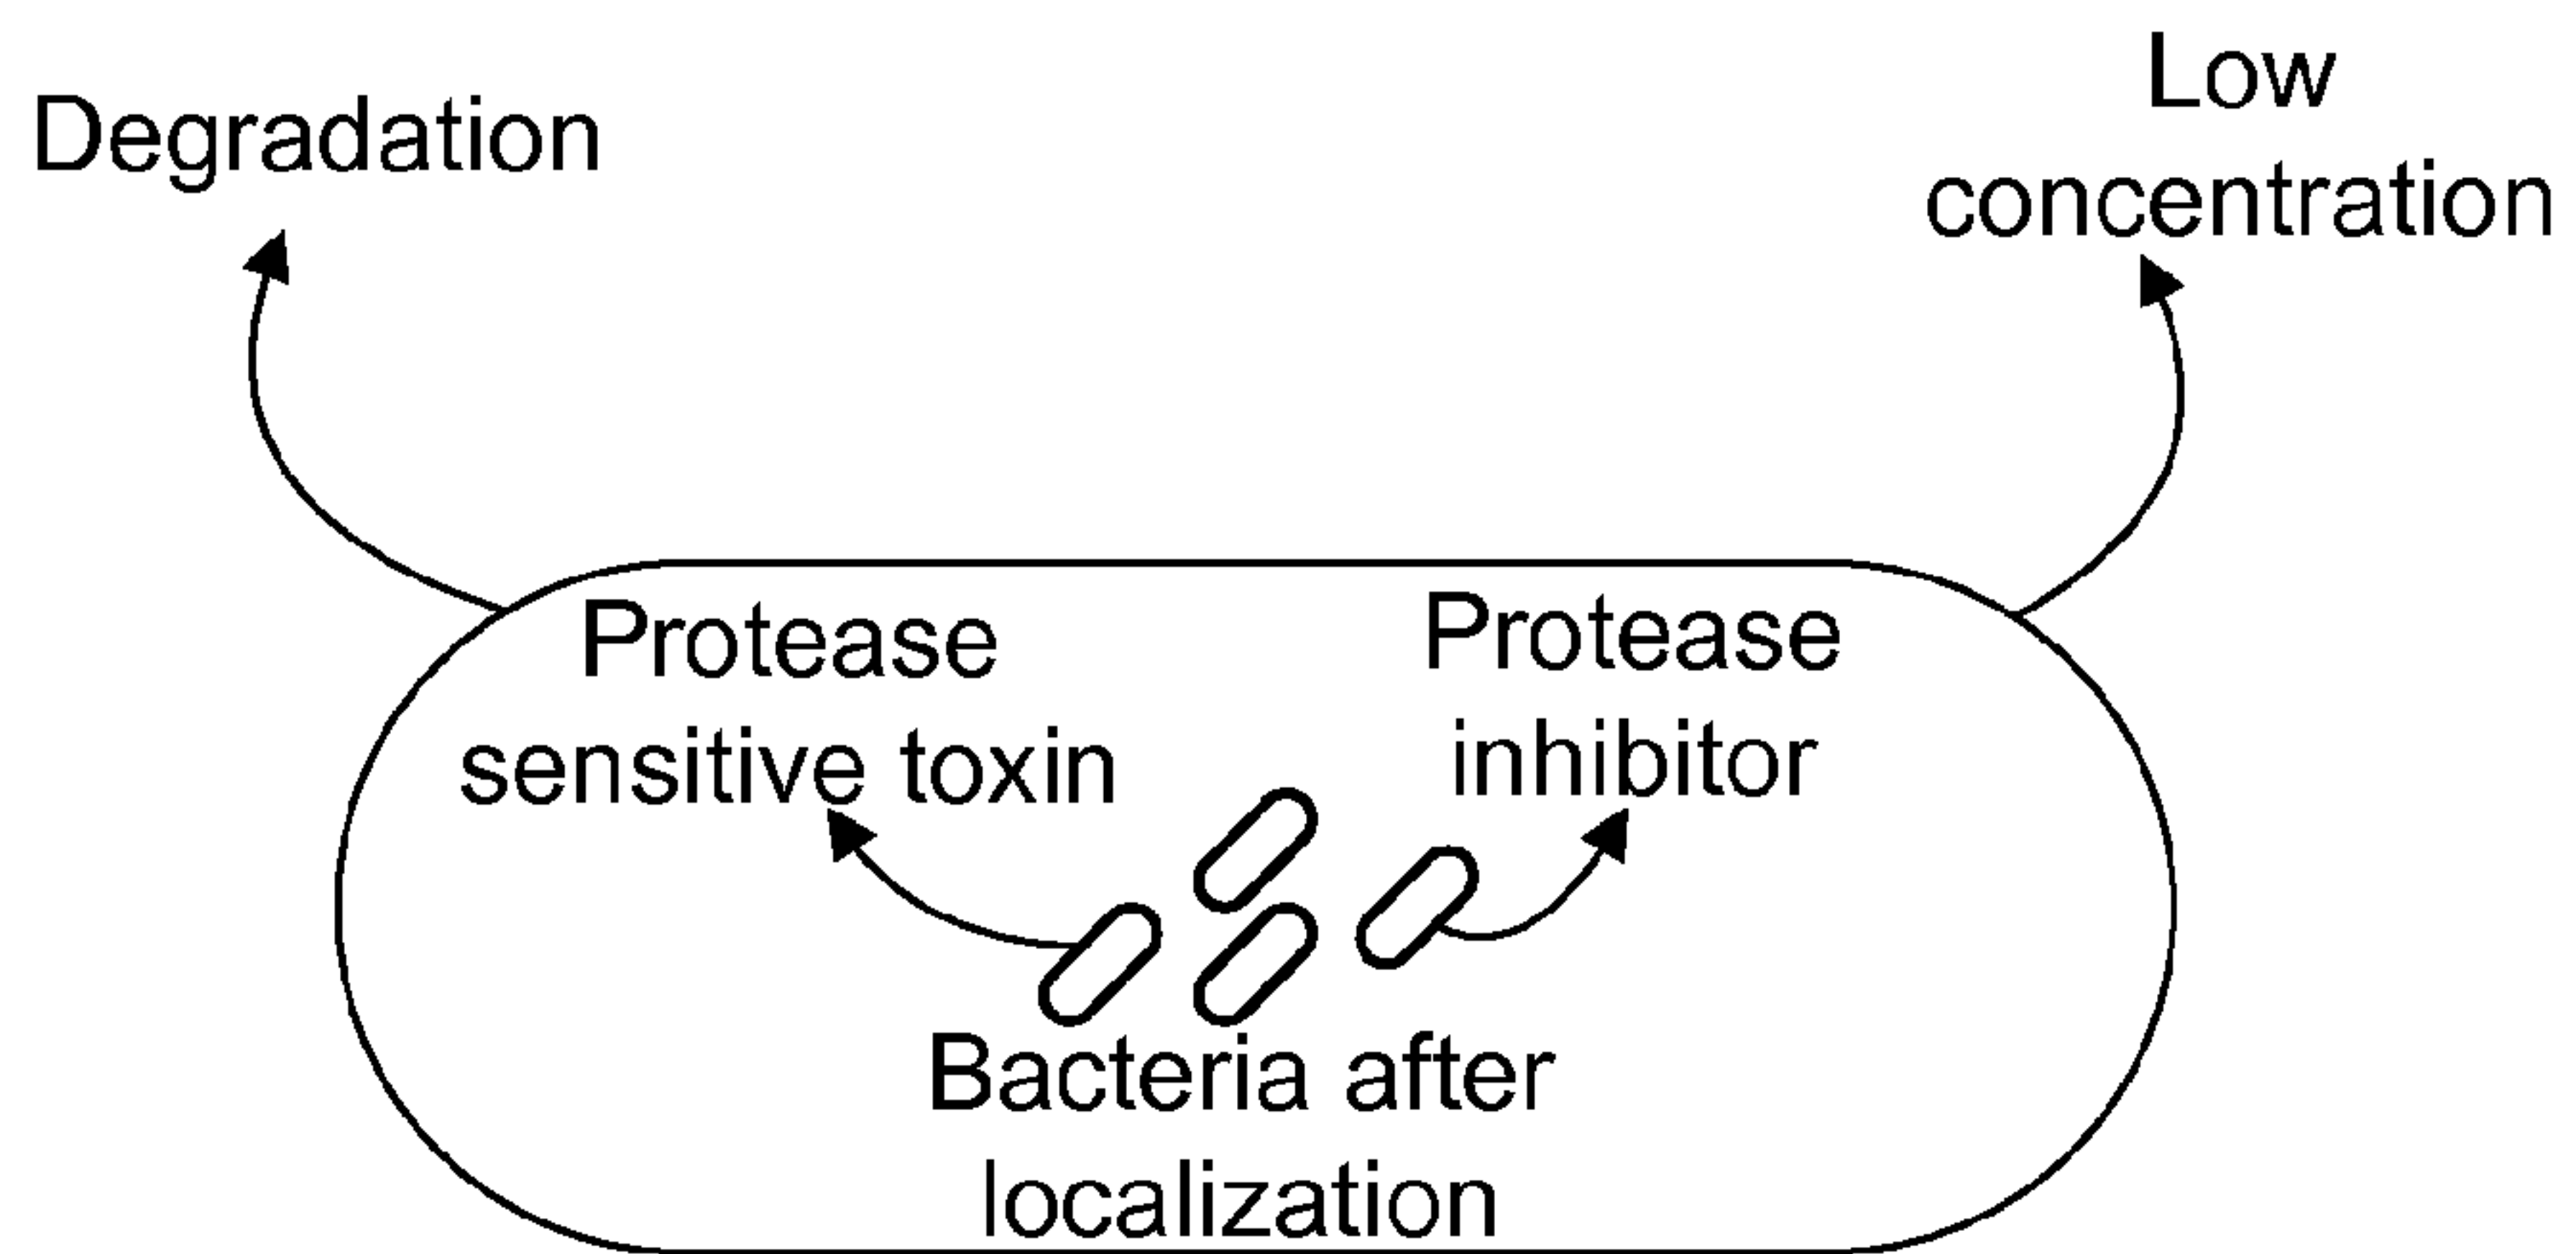 Degradation
Low
concentration
Protease
sensitive toxin
Protease
inhibitor
Bacteria after
localization